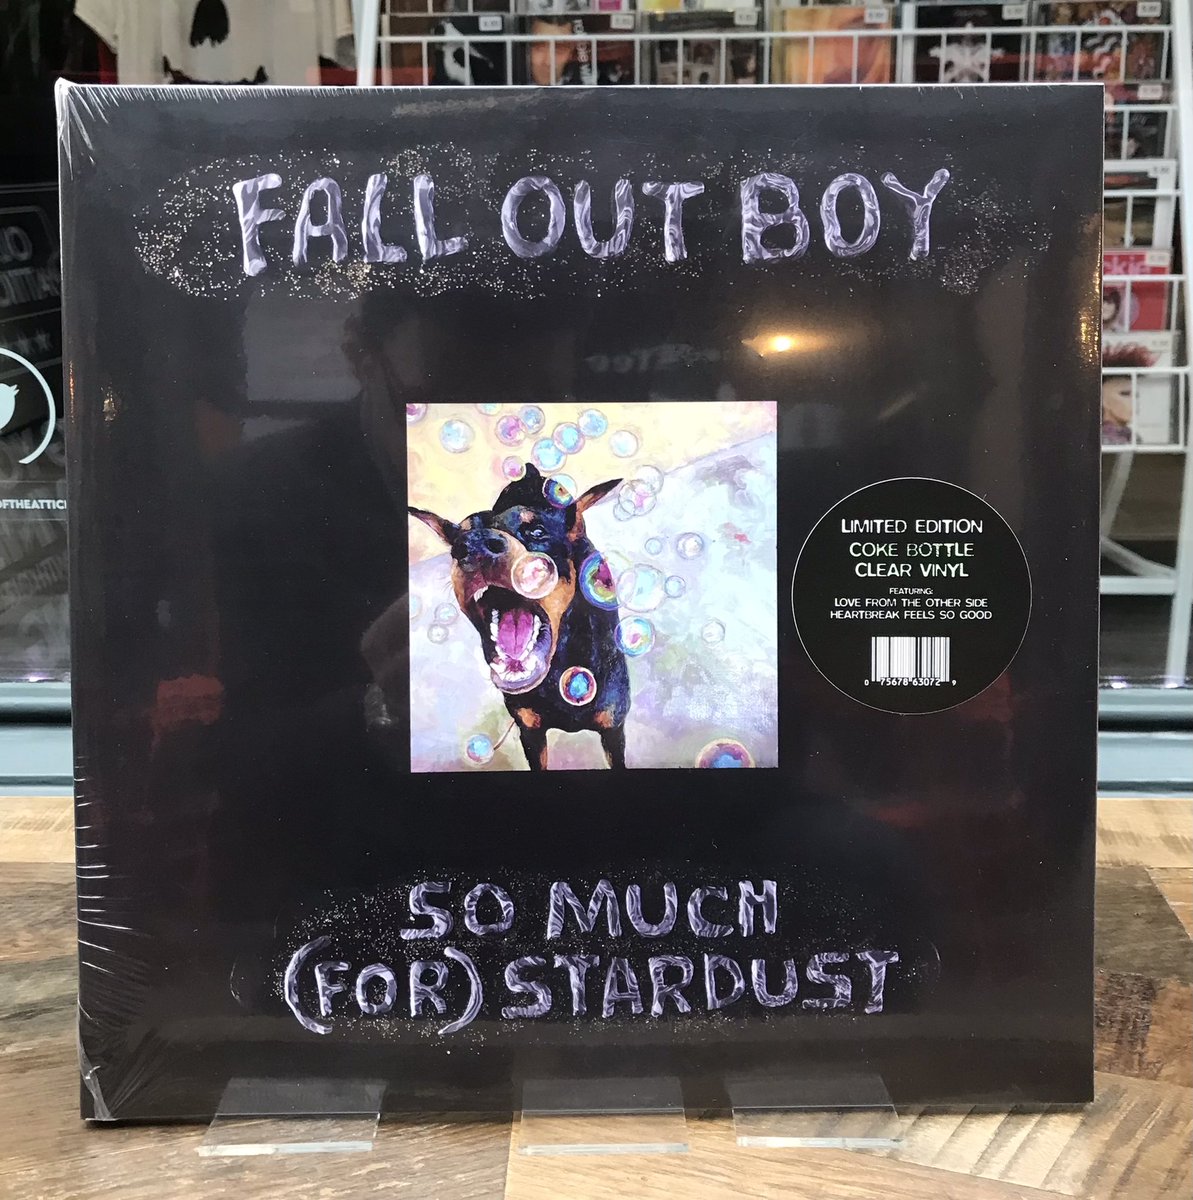 FALL OUT BOY
LIMITED EDITION
COKE BOTTLE
CLEAR VINYL
FEATURING:
LOVE FROM THE OTHER SIDE
HEARTBREAK FEELS SO GOOD
0 75678 63072 9
SO MUCH
(FOR) STARDUST
OFTHEATTIC